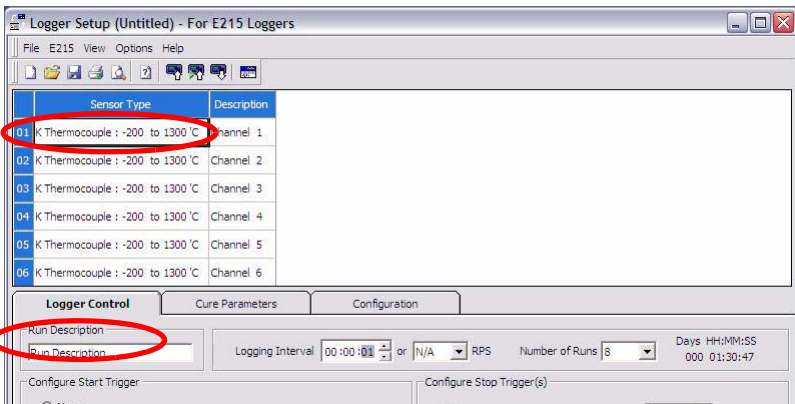 Logger Setup (Untitled) - For E215 Loggers
File E215 View Options Help
Sensor Type Description
01 K Thermocouple : -200 to 1300 'C Channel 1
02 K Thermocouple : -200 to 1300 'C Channel 2
03 K Thermocouple : -200 to 1300 'C Channel 3
04 K Thermocouple : -200 to 1300 'C Channel 4
05 K Thermocouple : -200 to 1300 'C Channel 5
06 K Thermocouple : -200 to 1300 'C Channel 6
Logger Control Cure Parameters Configuration
Run Description
Run Description Logging Interval 00:00:01 or N/A RPS Number of Runs 8 Days HH:MM:SS
000 01:30:47
Configure Start Trigger Configure Stop Trigger(s)